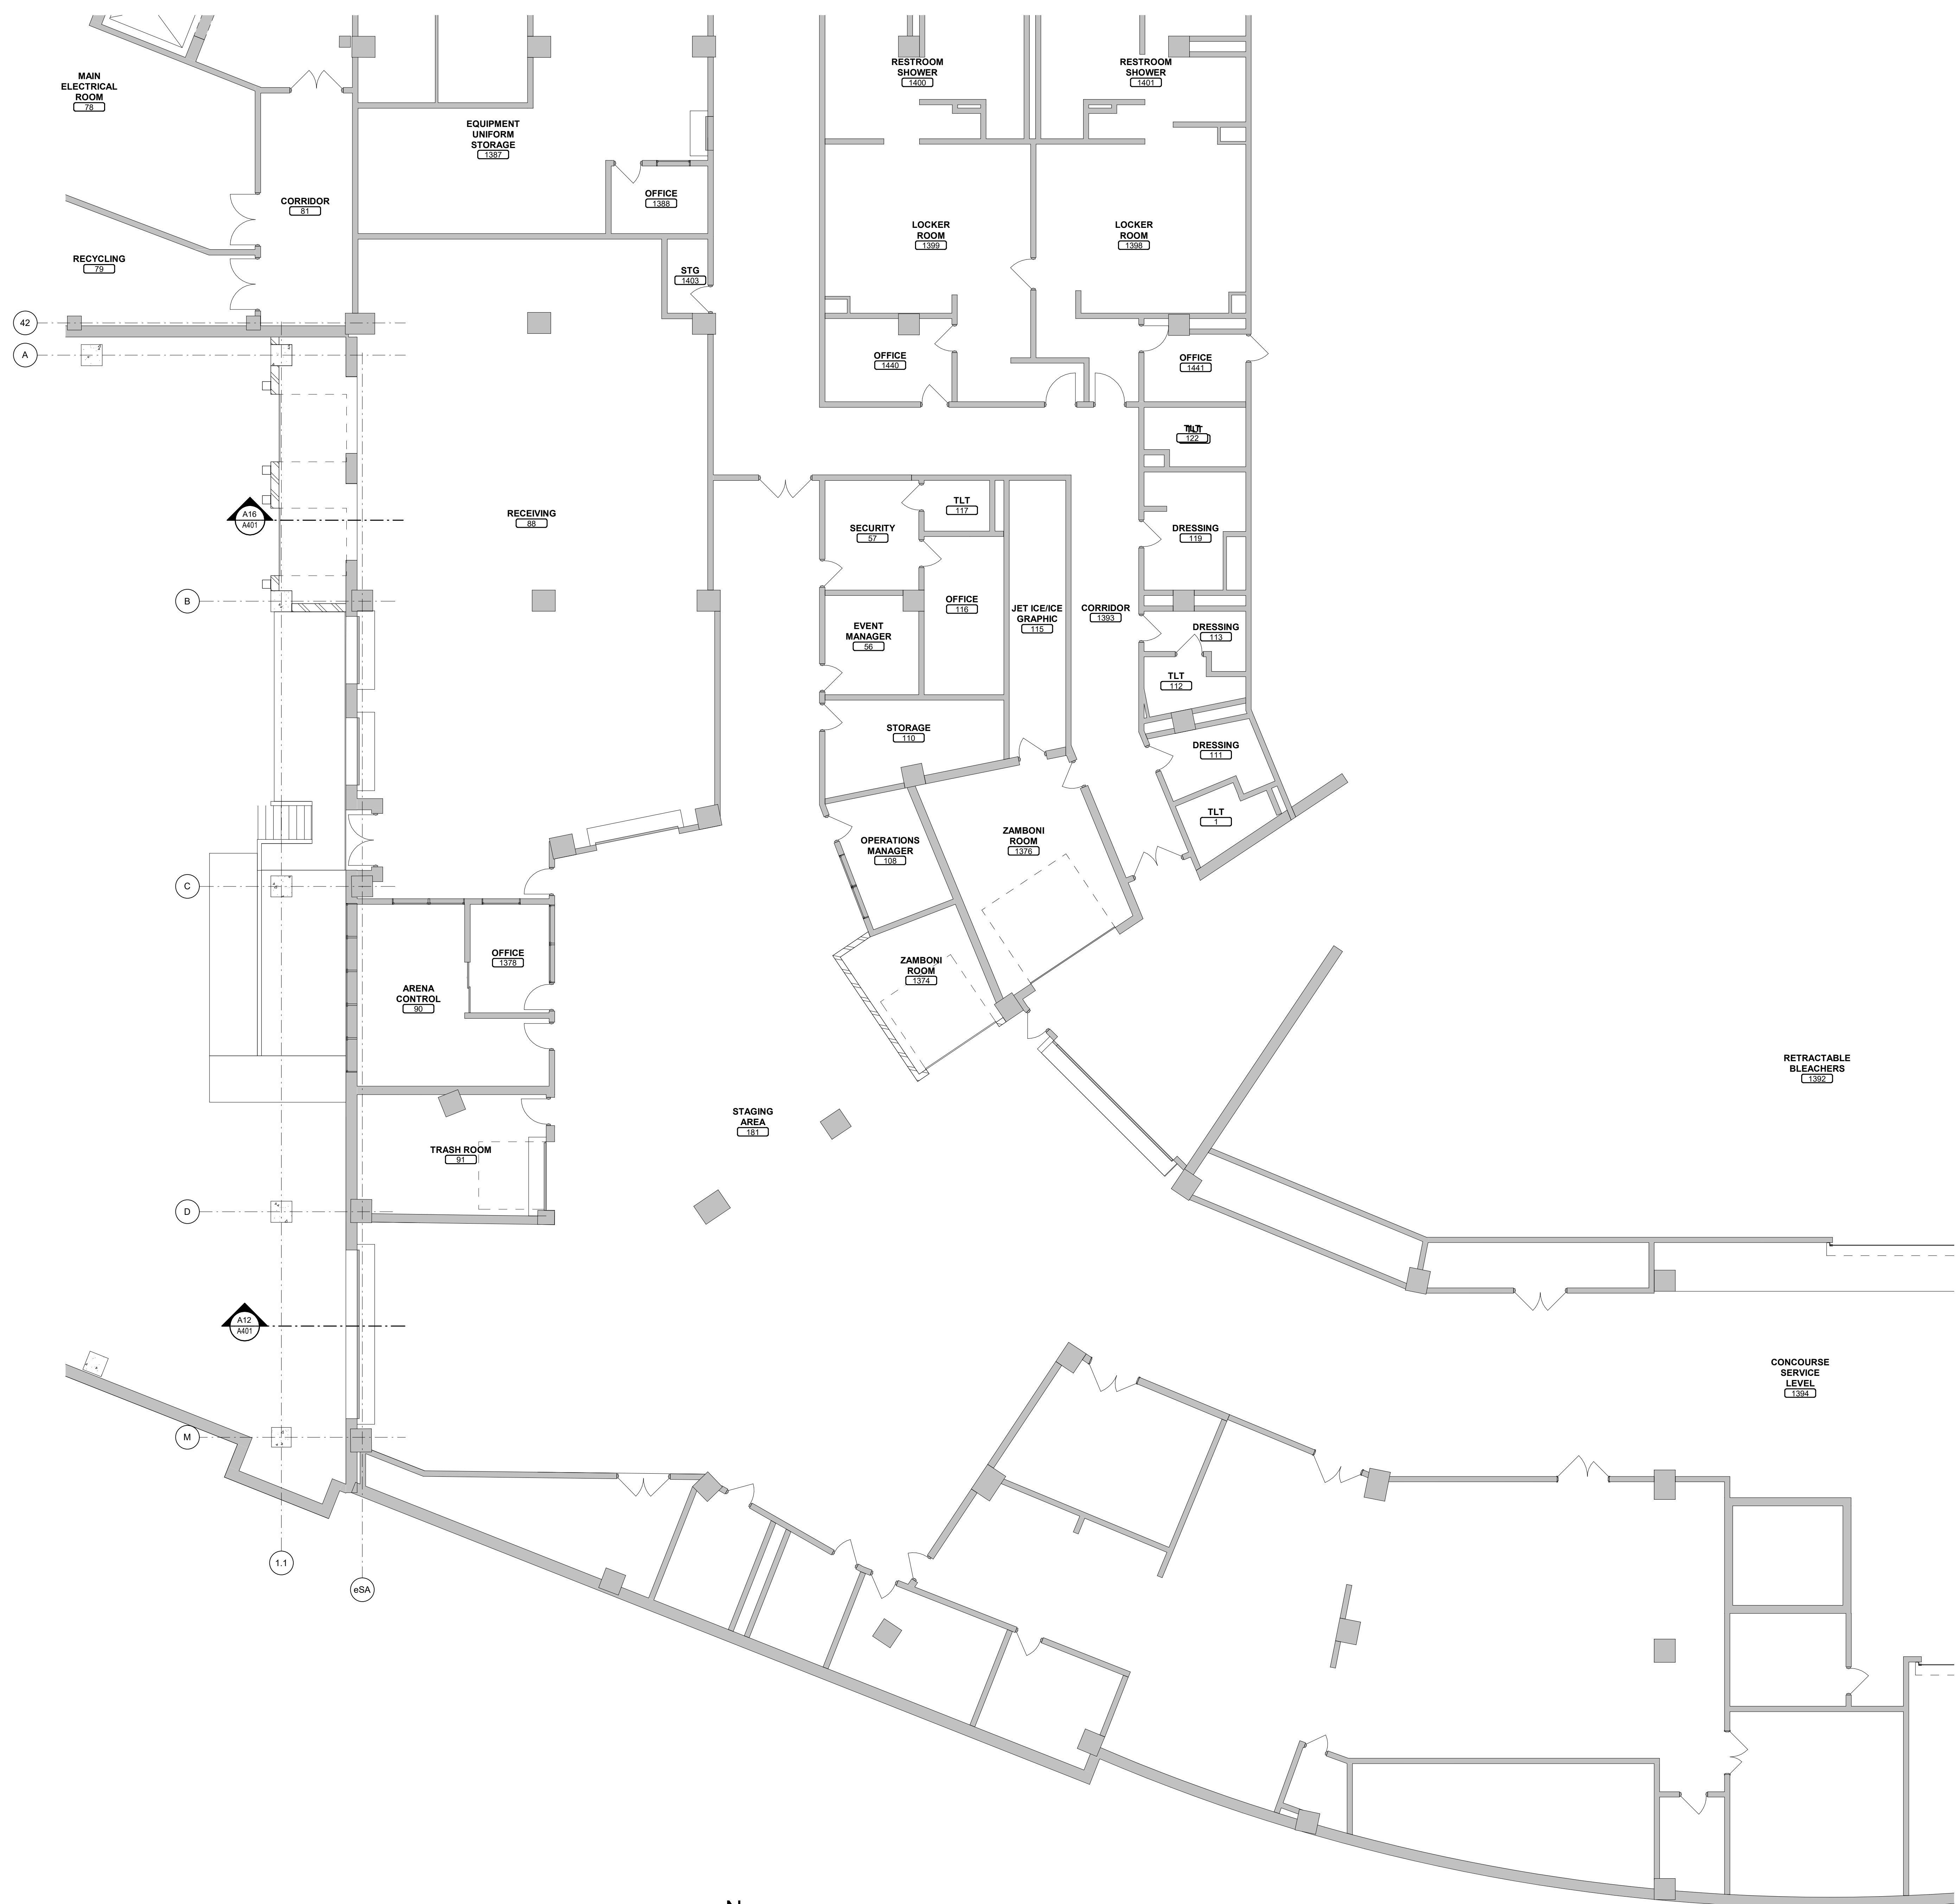 MAIN
ELECTRICAL
ROOM
78
EQUIPMENT
UNIFORM
STORAGE
1387
RESTROOM
SHOWER
1400
RESTROOM
SHOWER
1401
CORRIDOR
81
OFFICE
1388
LOCKER
ROOM
1399
LOCKER
ROOM
1398
RECYCLING
79
STG
1403
42
A
OFFICE
1440
OFFICE
1441
TLT
122
A16
A401
RECEIVING
88
SECURITY
57
TLT
117
DRESSING
119
B
EVENT
MANAGER
56
OFFICE
116
JET ICE/ICE
GRAPHIC
115
CORRIDOR
1393
DRESSING
113
TLT
112
STORAGE
110
DRESSING
111
TLT
1
OPERATIONS
MANAGER
108
ZAMBONI
ROOM
1376
C
OFFICE
1378
ARENA
CONTROL
90
ZAMBONI
ROOM
1374
RETRACTABLE
BLEACHERS
1392
STAGING
AREA
181
TRASH ROOM
91
D
A12
A401
CONCOURSE
SERVICE
LEVEL
1394
M
1.1
eSA